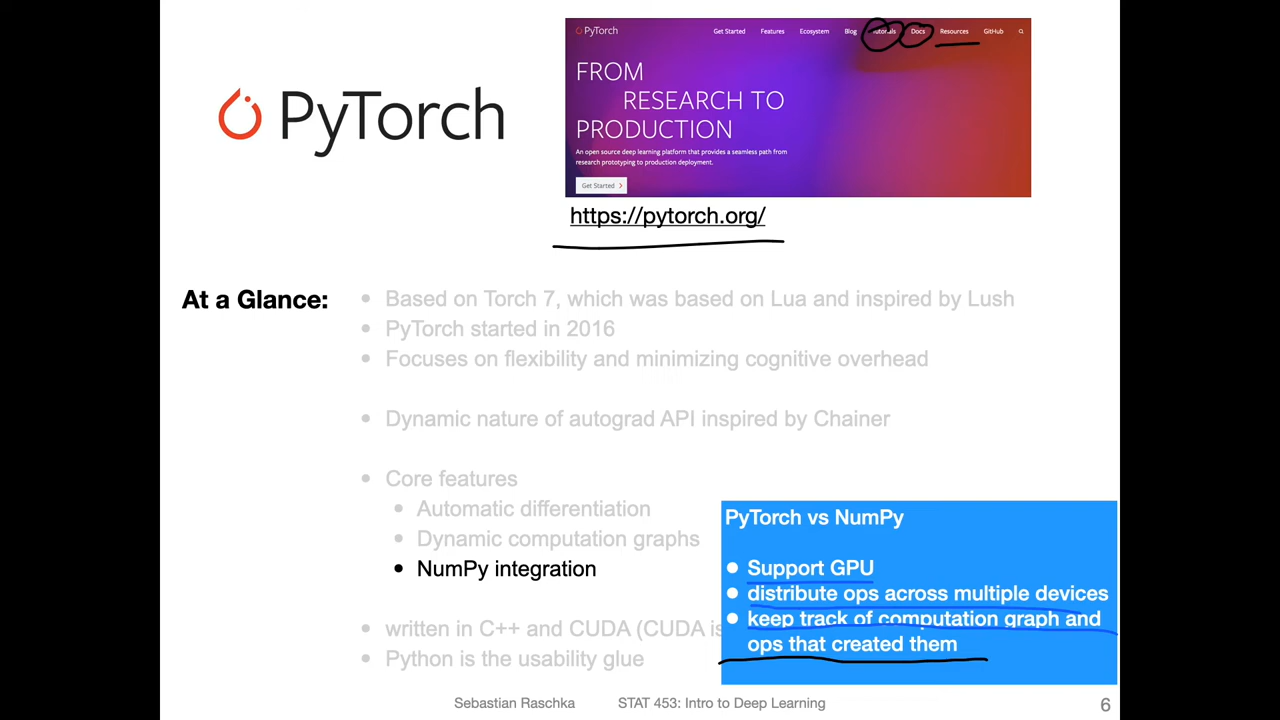 PyTorch
PyTorch
Get Started
Features
Ecosystem
Blog
Tutorials
Docs
Resources
GitHub
FROM
RESEARCH TO
PRODUCTION
An open source deep learning platform that provides a seamless path from
research prototyping to production deployment.
Get Started
https://pytorch.org/
At a Glance:
• Based on Torch 7, which was based on Lua and inspired by Lush
• PyTorch started in 2016
• Focuses on flexibility and minimizing cognitive overhead
• Dynamic nature of autograd API inspired by Chainer
• Core features
• Automatic differentiation
• Dynamic computation graphs
• NumPy integration
• written in C++ and CUDA (CUDA is
• Python is the usability glue
PyTorch vs NumPy
• Support GPU
• distribute ops across multiple devices
• keep track of computation graph and
ops that created them
Sebastian Raschka
STAT 453: Intro to Deep Learning
6